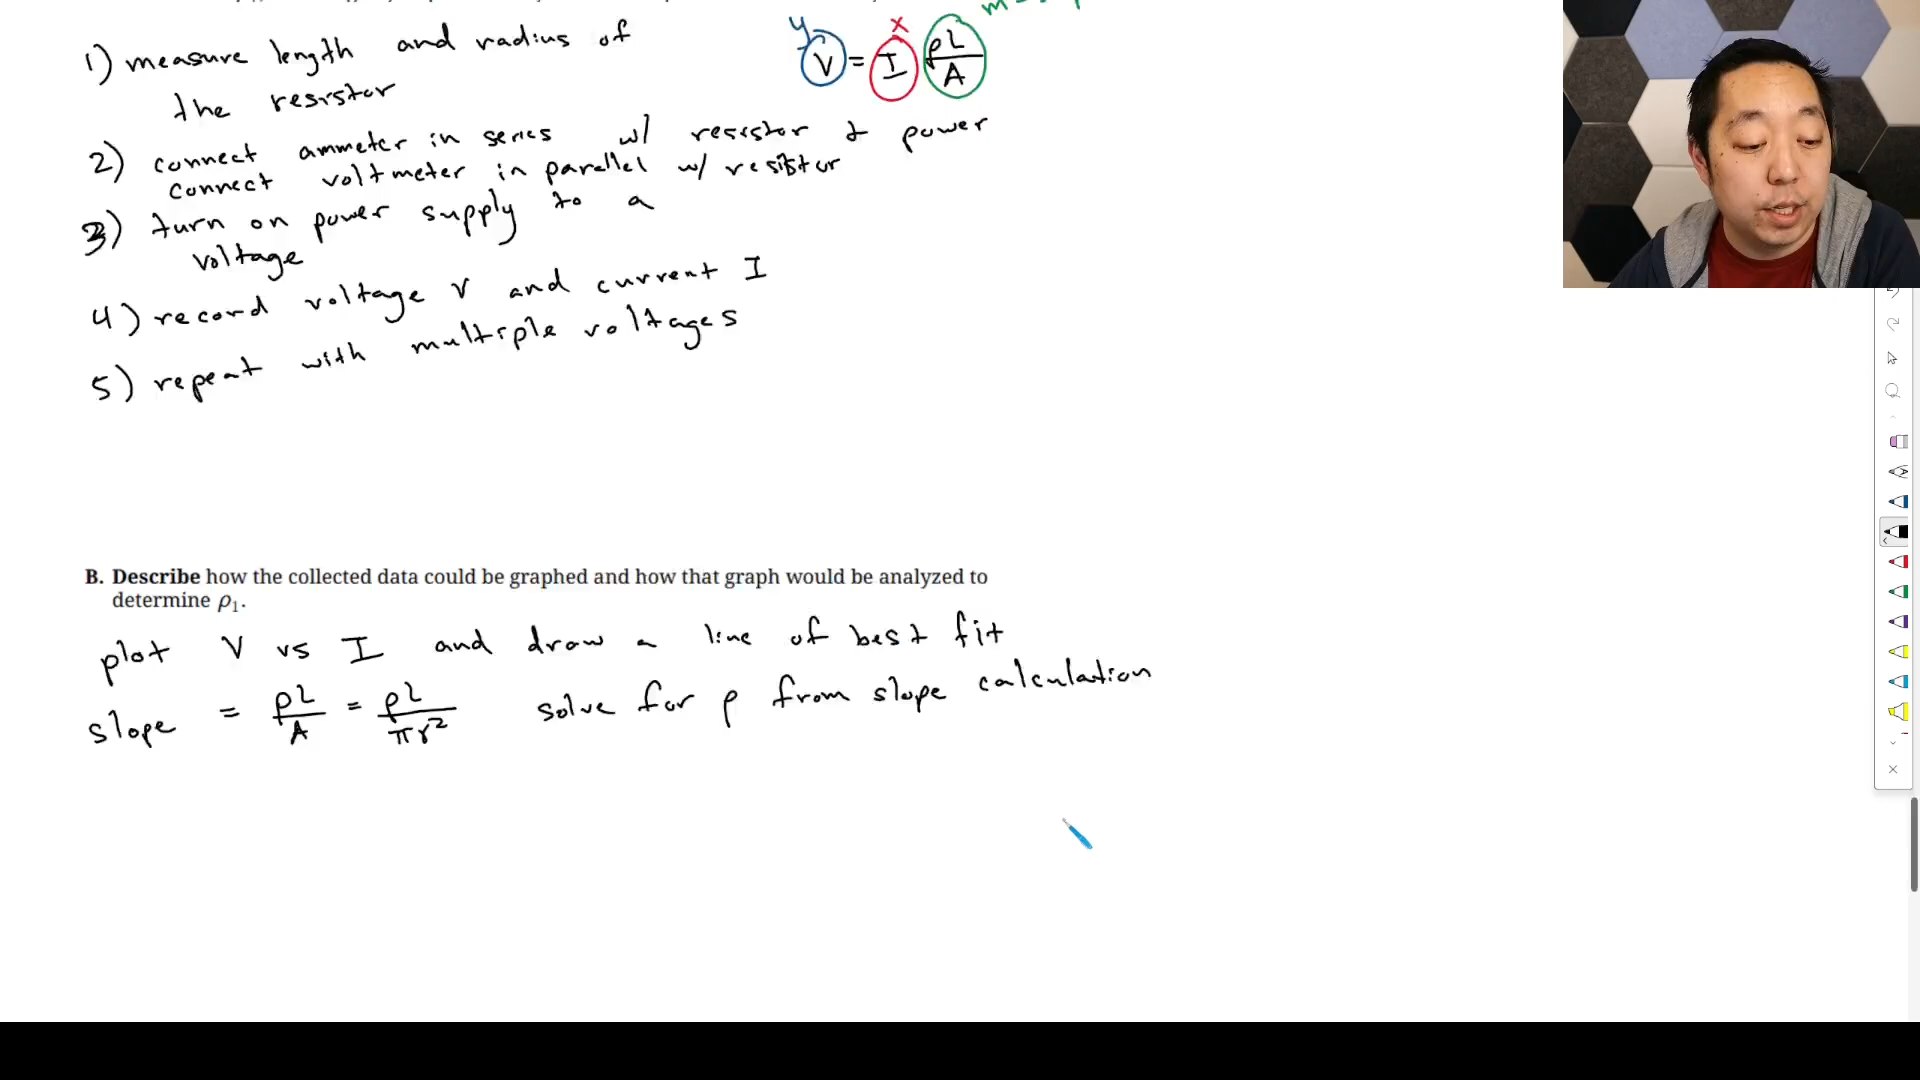 1) measure length and radius of
the resistor
y x
V = I ρL/A
2) connect ammeter in series w/ resistor & power
connect voltmeter in parallel w/ resistor
3) turn on power supply to a
voltage
4) record voltage V and current I
5) repeat with multiple voltages
B. Describe how the collected data could be graphed and how that graph would be analyzed to
determine ρ₁.
plot V vs I and draw a line of best fit
slope = ρL/A = ρL/πr² solve for ρ from slope calculation